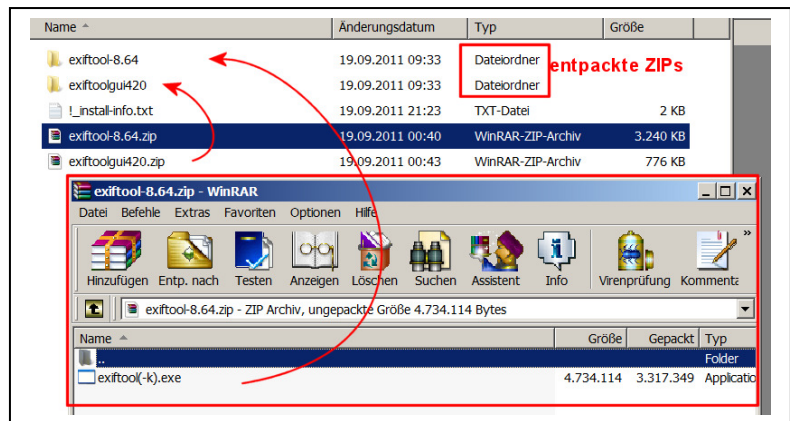 Name Änderungsdatum Typ Größe
exiftool-8.64 19.09.2011 09:33 Dateiordner
entpackte ZIPs
exiftoolgui420 19.09.2011 09:33 Dateiordner
!_install-info.txt 19.09.2011 21:23 TXT-Datei 2 KB
exiftool-8.64.zip 19.09.2011 00:40 WinRAR-ZIP-Archiv 3.240 KB
exiftoolgui420.zip 19.09.2011 00:43 WinRAR-ZIP-Archiv 776 KB
exiftool-8.64.zip - WinRAR
Datei Befehle Extras Favoriten Optionen Hilfe
Hinzufügen Entp. nach Testen Anzeigen Löschen Suchen Assistent Info Virenprüfung Kommenta
exiftool-8.64.zip - ZIP Archiv, ungepackte Größe 4.734.114 Bytes
Name Größe Gepackt Typ
.. Folder
exiftool(-k).exe 4.734.114 3.317.349 Applicatio